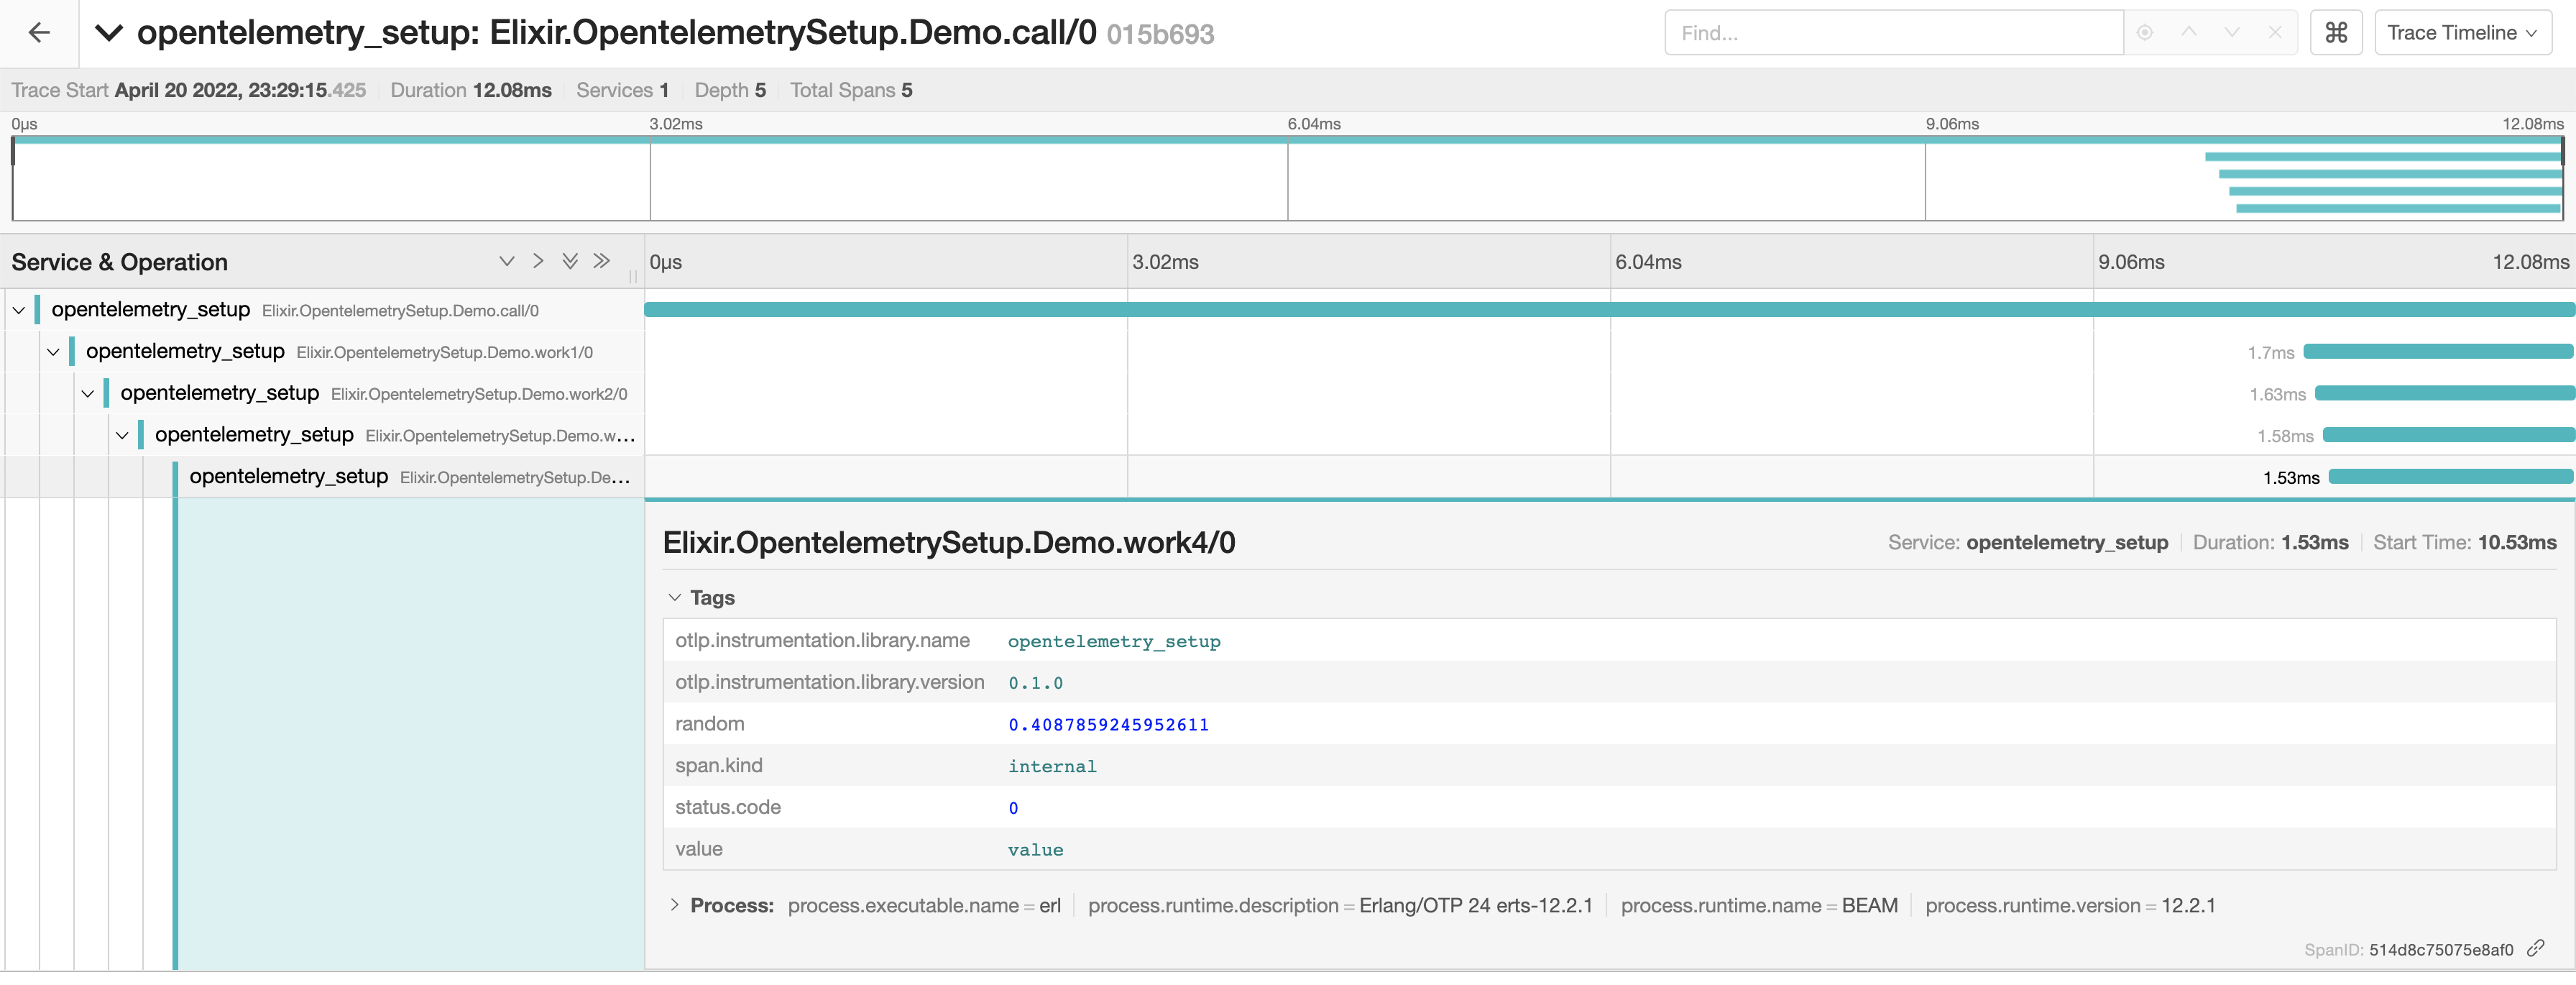 opentelemetry_setup: Elixir.OpentelemetrySetup.Demo.call/0 015b693 Find... Trace Timeline
Trace Start April 20 2022, 23:29:15.425 Duration 12.08ms Services 1 Depth 5 Total Spans 5
0μs 3.02ms 6.04ms 9.06ms 12.08ms
Service & Operation 0μs 3.02ms 6.04ms 9.06ms 12.08ms
opentelemetry_setup Elixir.OpentelemetrySetup.Demo.call/0
opentelemetry_setup Elixir.OpentelemetrySetup.Demo.work1/0 1.7ms
opentelemetry_setup Elixir.OpentelemetrySetup.Demo.work2/0 1.63ms
opentelemetry_setup Elixir.OpentelemetrySetup.Demo.w... 1.58ms
opentelemetry_setup Elixir.OpentelemetrySetup.De... 1.53ms
Elixir.OpentelemetrySetup.Demo.work4/0 Service: opentelemetry_setup Duration: 1.53ms Start Time: 10.53ms
Tags
otlp.instrumentation.library.name opentelemetry_setup
otlp.instrumentation.library.version 0.1.0
random 0.4087859245952611
span.kind internal
status.code 0
value value
Process: process.executable.name = erl process.runtime.description = Erlang/OTP 24 erts-12.2.1 process.runtime.name = BEAM process.runtime.version = 12.2.1
SpanID: 514d8c75075e8af0